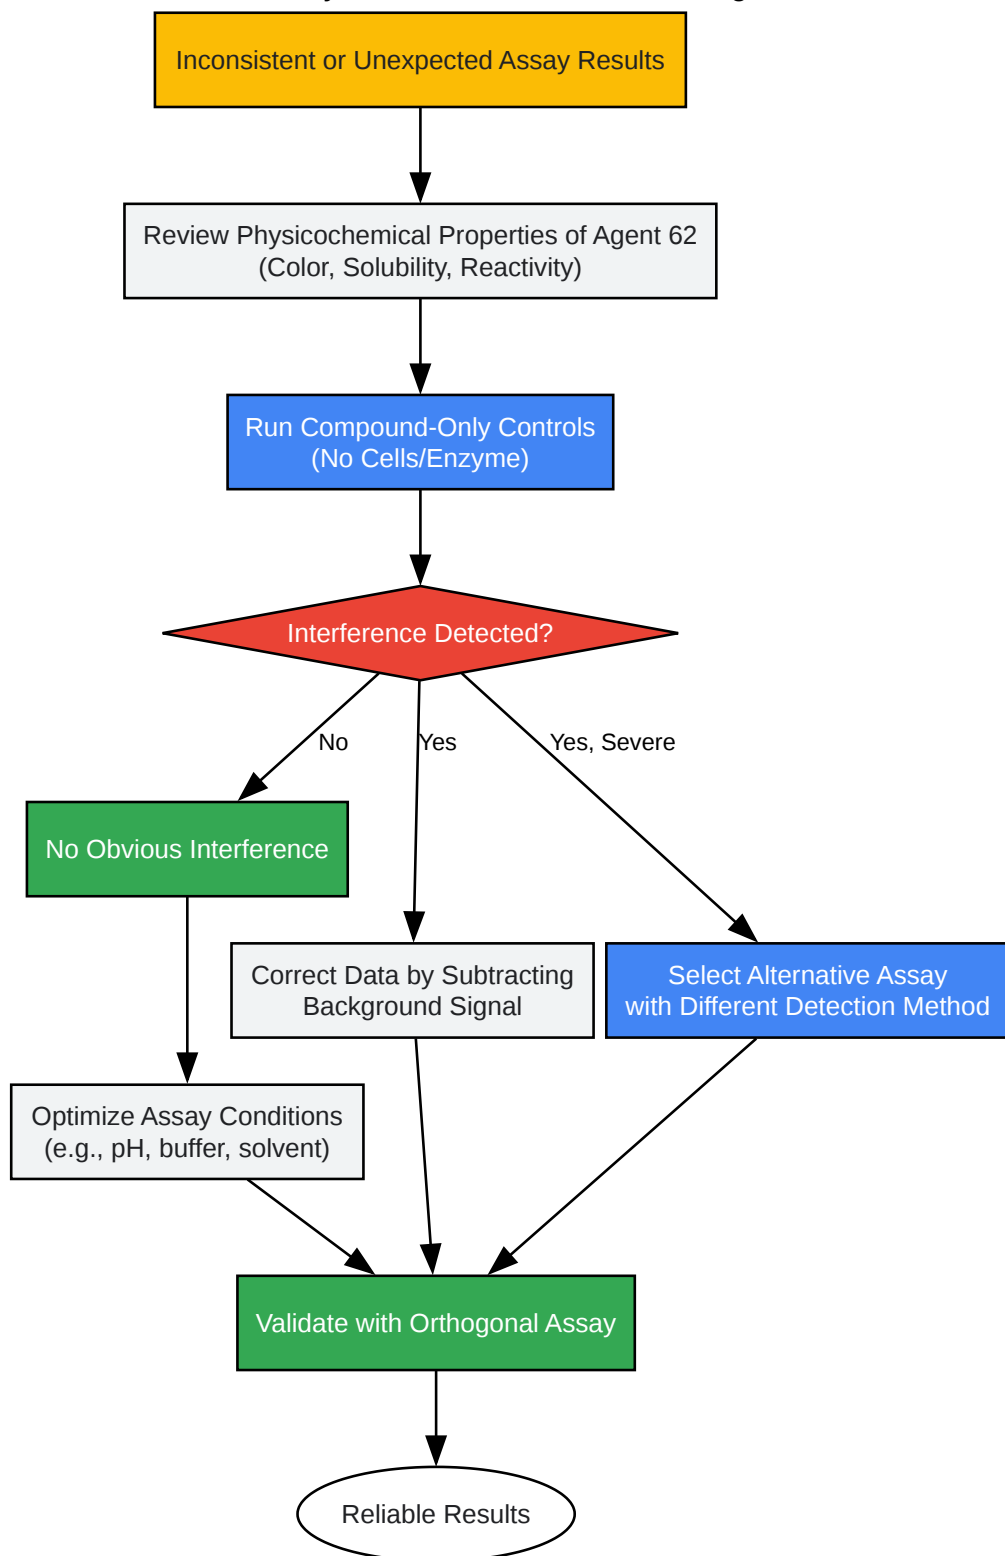 Inconsistent or Unexpected Assay Results
Review Physicochemical Properties of Agent 62
(Color, Solubility, Reactivity)
Run Compound-Only Controls
(No Cells/Enzyme)
Interference Detected?
No
Yes
Yes, Severe
No Obvious Interference
Correct Data by Subtracting
Background Signal
Select Alternative Assay
with Different Detection Method
Optimize Assay Conditions
(e.g., pH, buffer, solvent)
Validate with Orthogonal Assay
Reliable Results